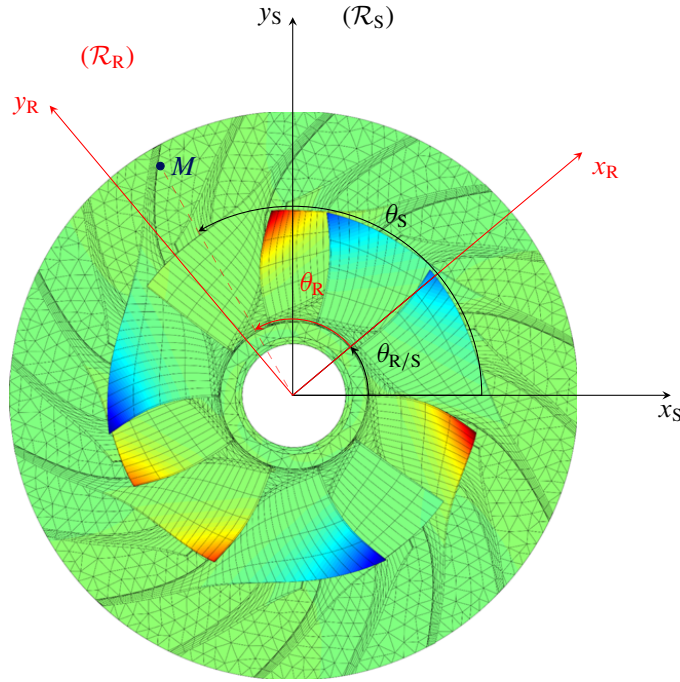 y_S (ℛ_S)
(ℛ_R)
y_R
x_R
M
θ_S
θ_R
θ_R/S
x_S